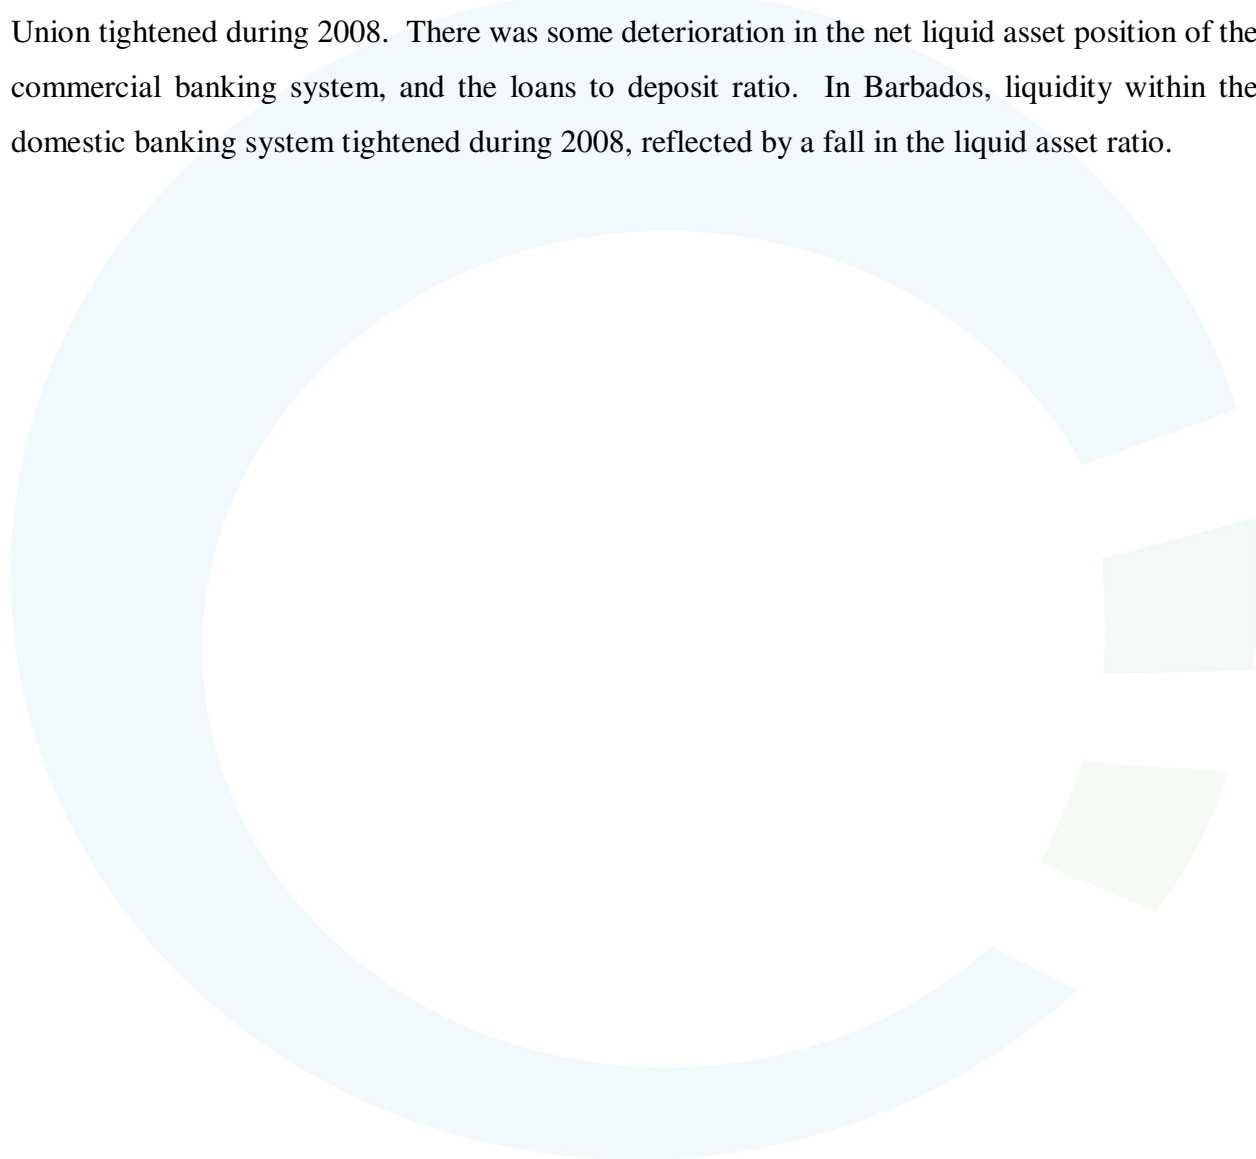 Union tightened during 2008.  There was some deterioration in the net liquid asset position of the
commercial banking system, and the loans to deposit ratio.  In Barbados, liquidity within the
domestic banking system tightened during 2008, reflected by a fall in the liquid asset ratio.